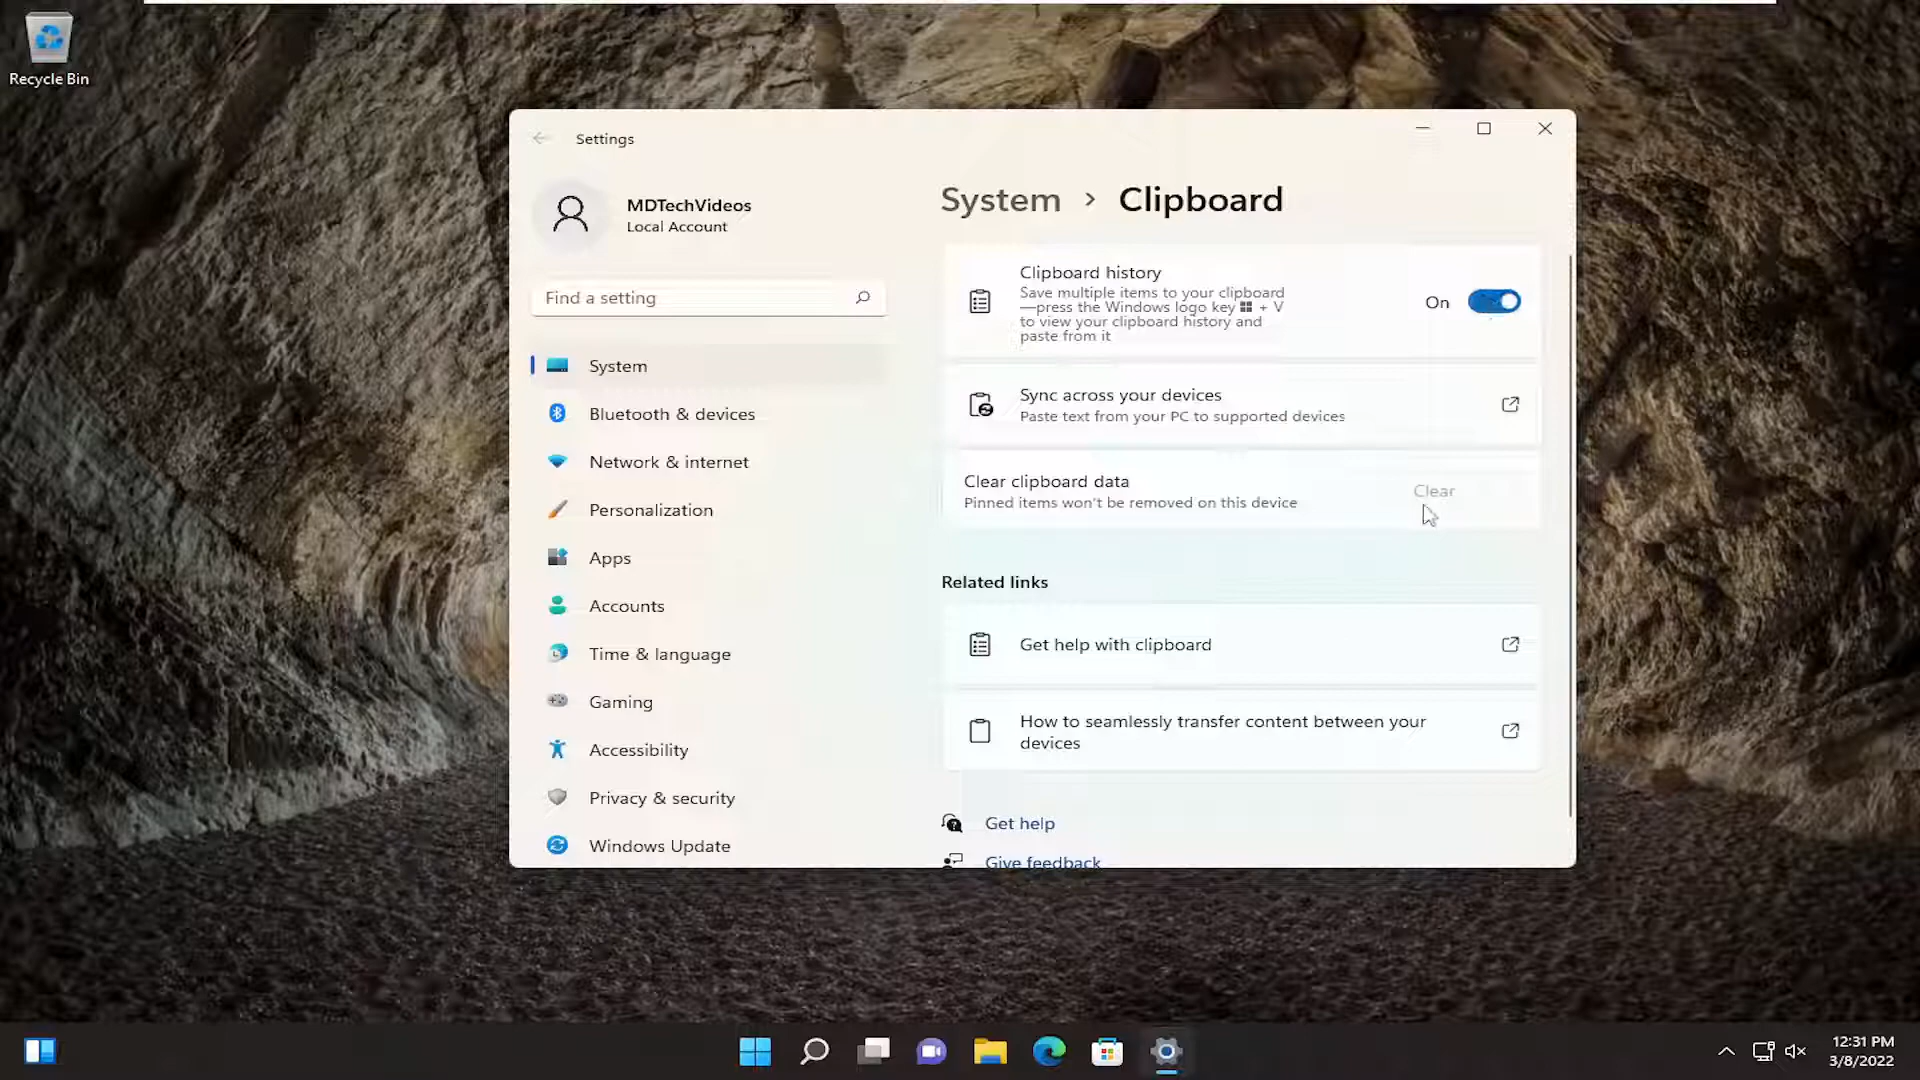 Recycle Bin
Settings
MDTechVideos
Local Account
Find a setting
System
Bluetooth & devices
Network & internet
Personalization
Apps
Accounts
Time & language
Gaming
Accessibility
Privacy & security
Windows Update
System > Clipboard
Clipboard history
Save multiple items to your clipboard
—press the Windows logo key + V
to view your clipboard history and
paste from it
On
Sync across your devices
Paste text from your PC to supported devices
Clear clipboard data
Pinned items won't be removed on this device
Clear
Related links
Get help with clipboard
How to seamlessly transfer content between your
devices
Get help
Give feedback
12:31 PM
3/8/2022